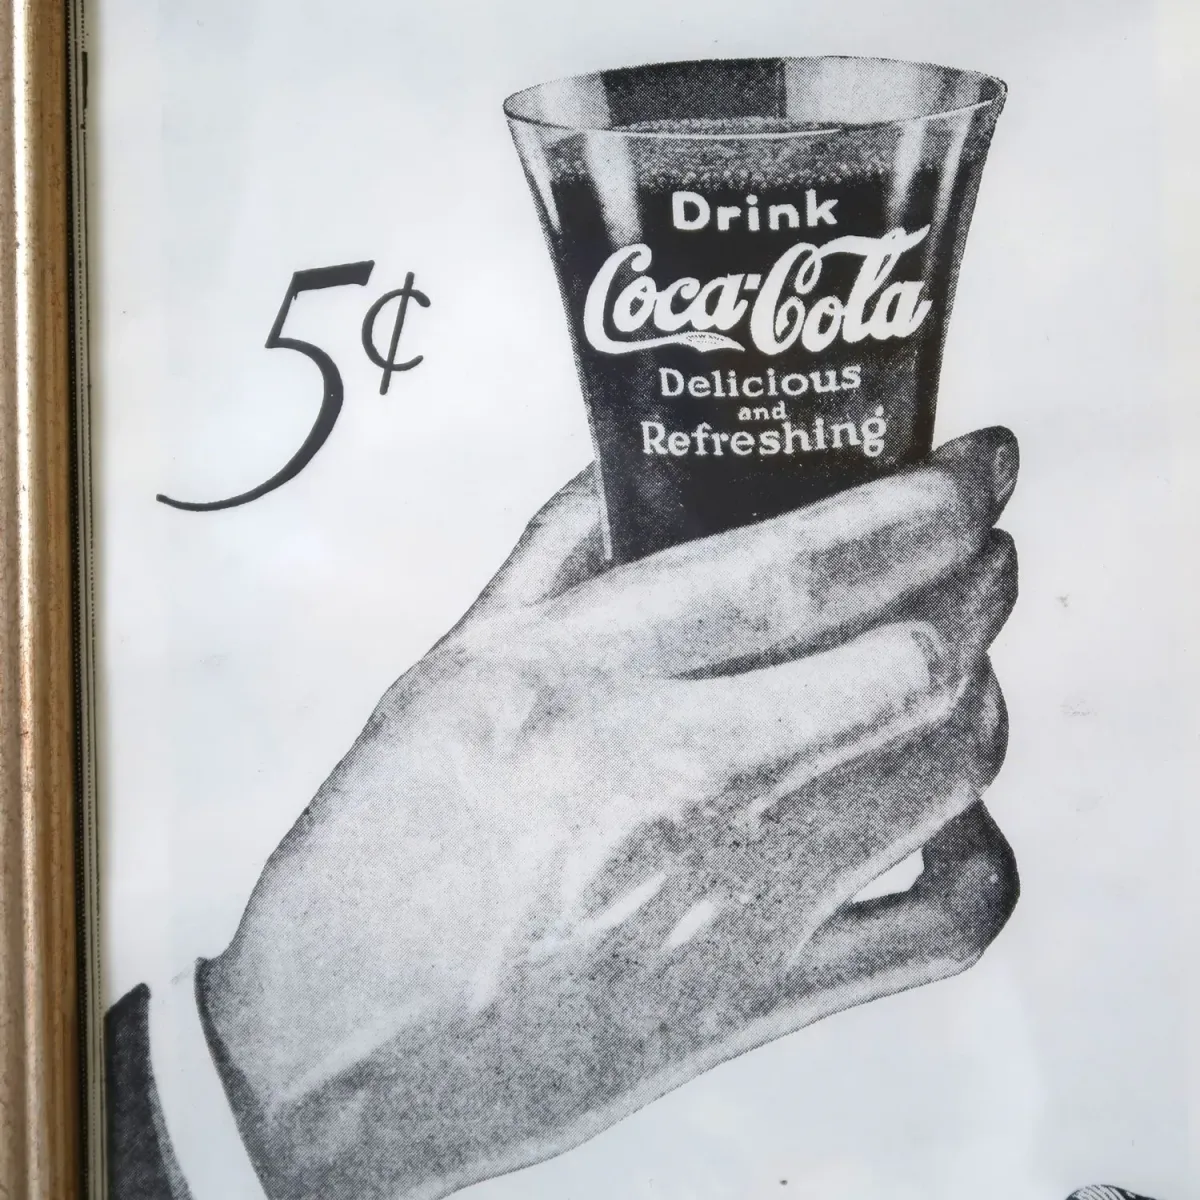 5¢
Drink
Coca-Cola
Delicious
and
Refreshing